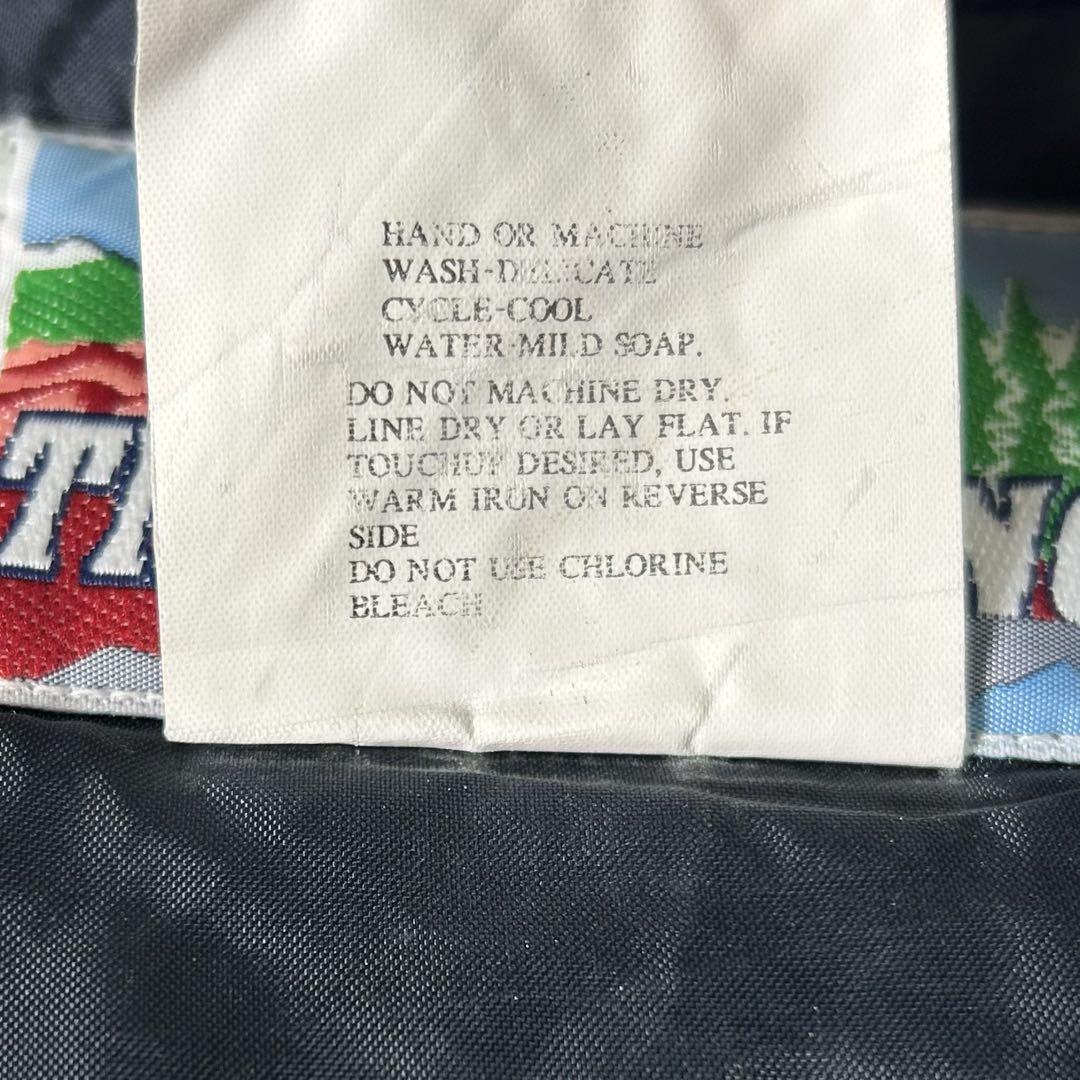 HAND OR MACHINE
WASH-DELICATE
CYCLE-COOL
WATER-MILD SOAP.
DO NOT MACHINE DRY.
LINE DRY OR LAY FLAT. IF
TOUCHUP DESIRED, USE
WARM IRON ON REVERSE
SIDE
DO NOT USE CHLORINE
BLEACH